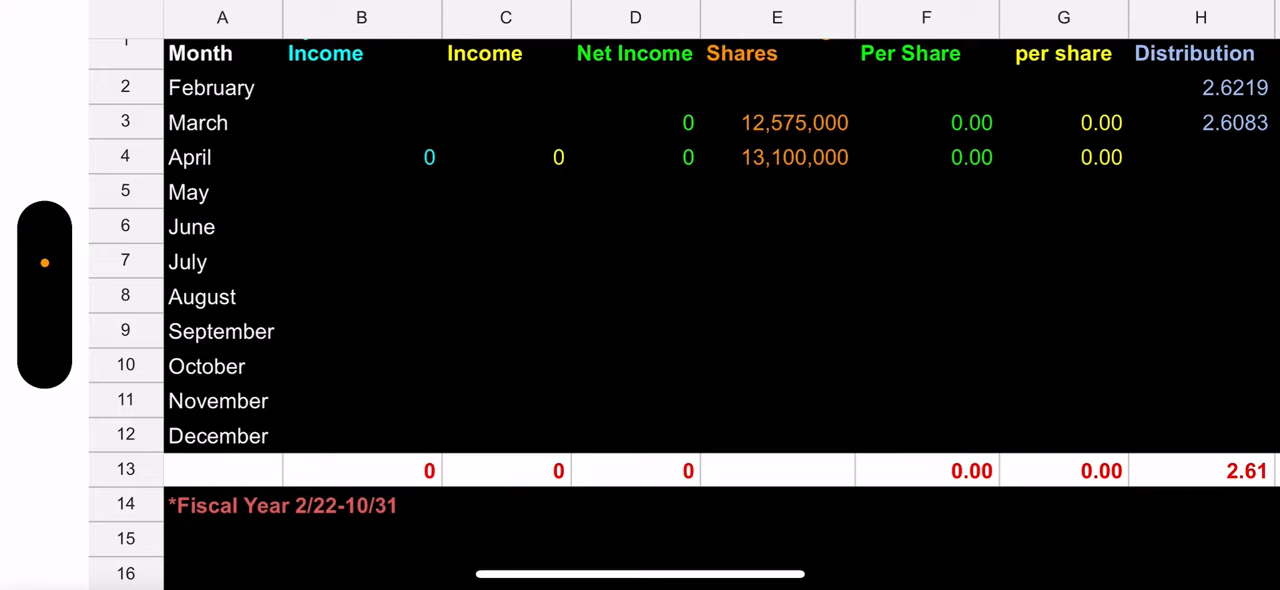 A B C D E F G H
Month Income Income Net Income Shares Per Share per share Distribution
2 February 2.6219
3 March 0 12,575,000 0.00 0.00 2.6083
4 April 0 0 0 13,100,000 0.00 0.00
5 May
6 June
7 July
8 August
9 September
10 October
11 November
12 December
13 0 0 0 0.00 0.00 2.61
14 *Fiscal Year 2/22-10/31
15
16